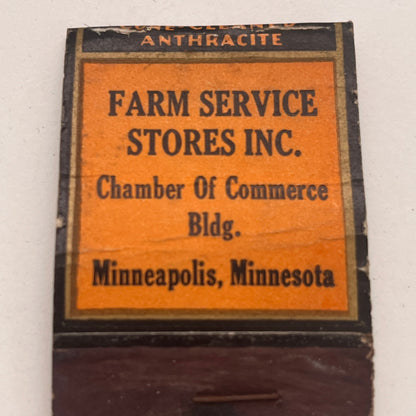 ANTHRACITE
FARM SERVICE
STORES INC.
Chamber Of Commerce
Bldg.
Minneapolis, Minnesota